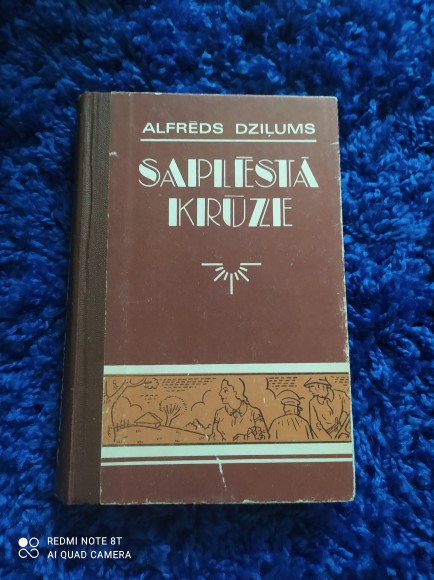 ALFRĒDS DZIĻUMS
SAPLĒSTĀ
KRŪZE
REDMI NOTE 8T
AI QUAD CAMERA